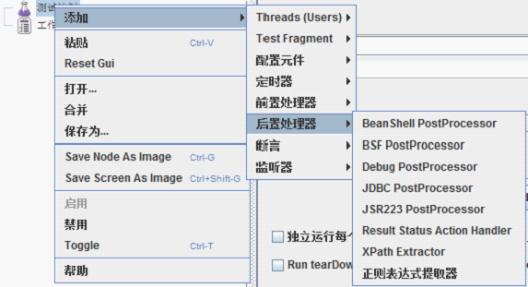 测试计划
工作
添加
粘贴 Ctrl-V
Reset Gui
打开...
合并
保存为...
Save Node As Image Ctrl-G
Save Screen As Image Ctrl+Shift-G
启用
禁用
Toggle Ctrl-T
帮助
Threads (Users)
Test Fragment
配置元件
定时器
前置处理器
后置处理器
断言
监听器
BeanShell PostProcessor
BSF PostProcessor
Debug PostProcessor
JDBC PostProcessor
JSR223 PostProcessor
Result Status Action Handler
XPath Extractor
正则表达式提取器
独立运行每个
Run tearDow